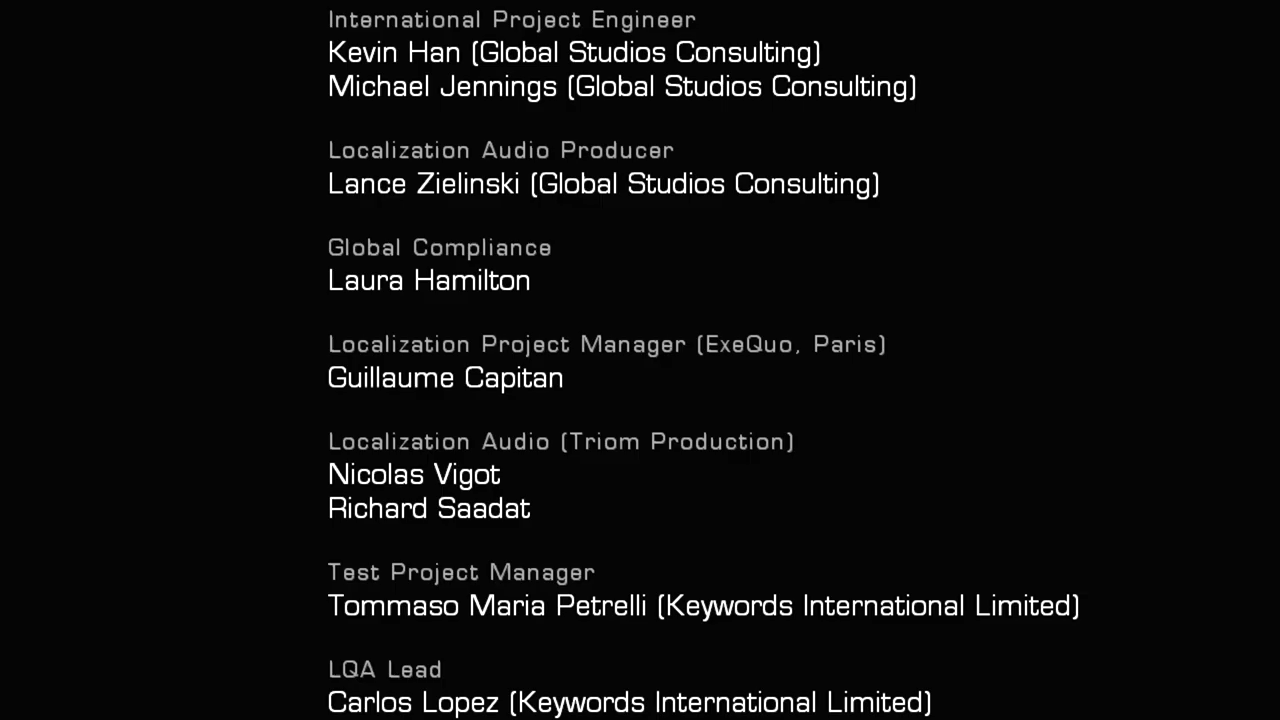 International Project Engineer
Kevin Han (Global Studios Consulting)
Michael Jennings (Global Studios Consulting)
Localization Audio Producer
Lance Zielinski (Global Studios Consulting)
Global Compliance
Laura Hamilton
Localization Project Manager (ExeQuo, Paris)
Guillaume Capitan
Localization Audio (Triom Production)
Nicolas Vigot
Richard Saadat
Test Project Manager
Tommaso Maria Petrelli (Keywords International Limited)
LQA Lead
Carlos Lopez (Keywords International Limited)